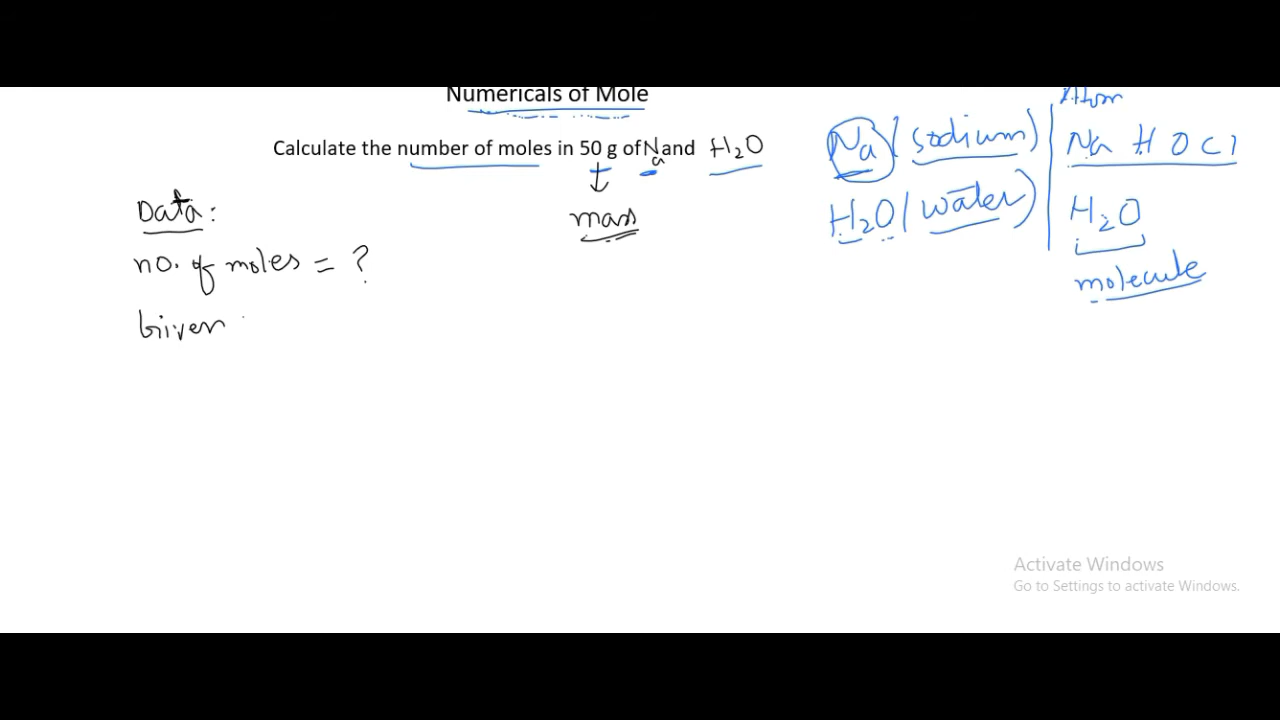 Numericals of Mole
Calculate the number of moles in 50 g of Na and H2O
mass
Data:
no. of moles = ?
Given
Na (sodium)
H2O (water)
Atom
Na H O Cl
H2O
molecule
Activate Windows
Go to Settings to activate Windows.